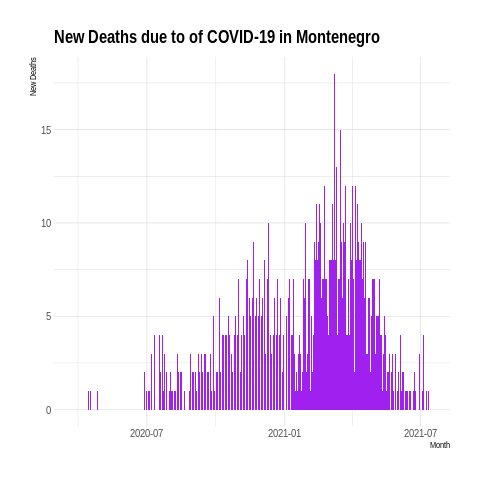 New Deaths due to of COVID-19 in Montenegro
New Deaths
15
10
5
0
2020-07
2021-01
2021-07
Month